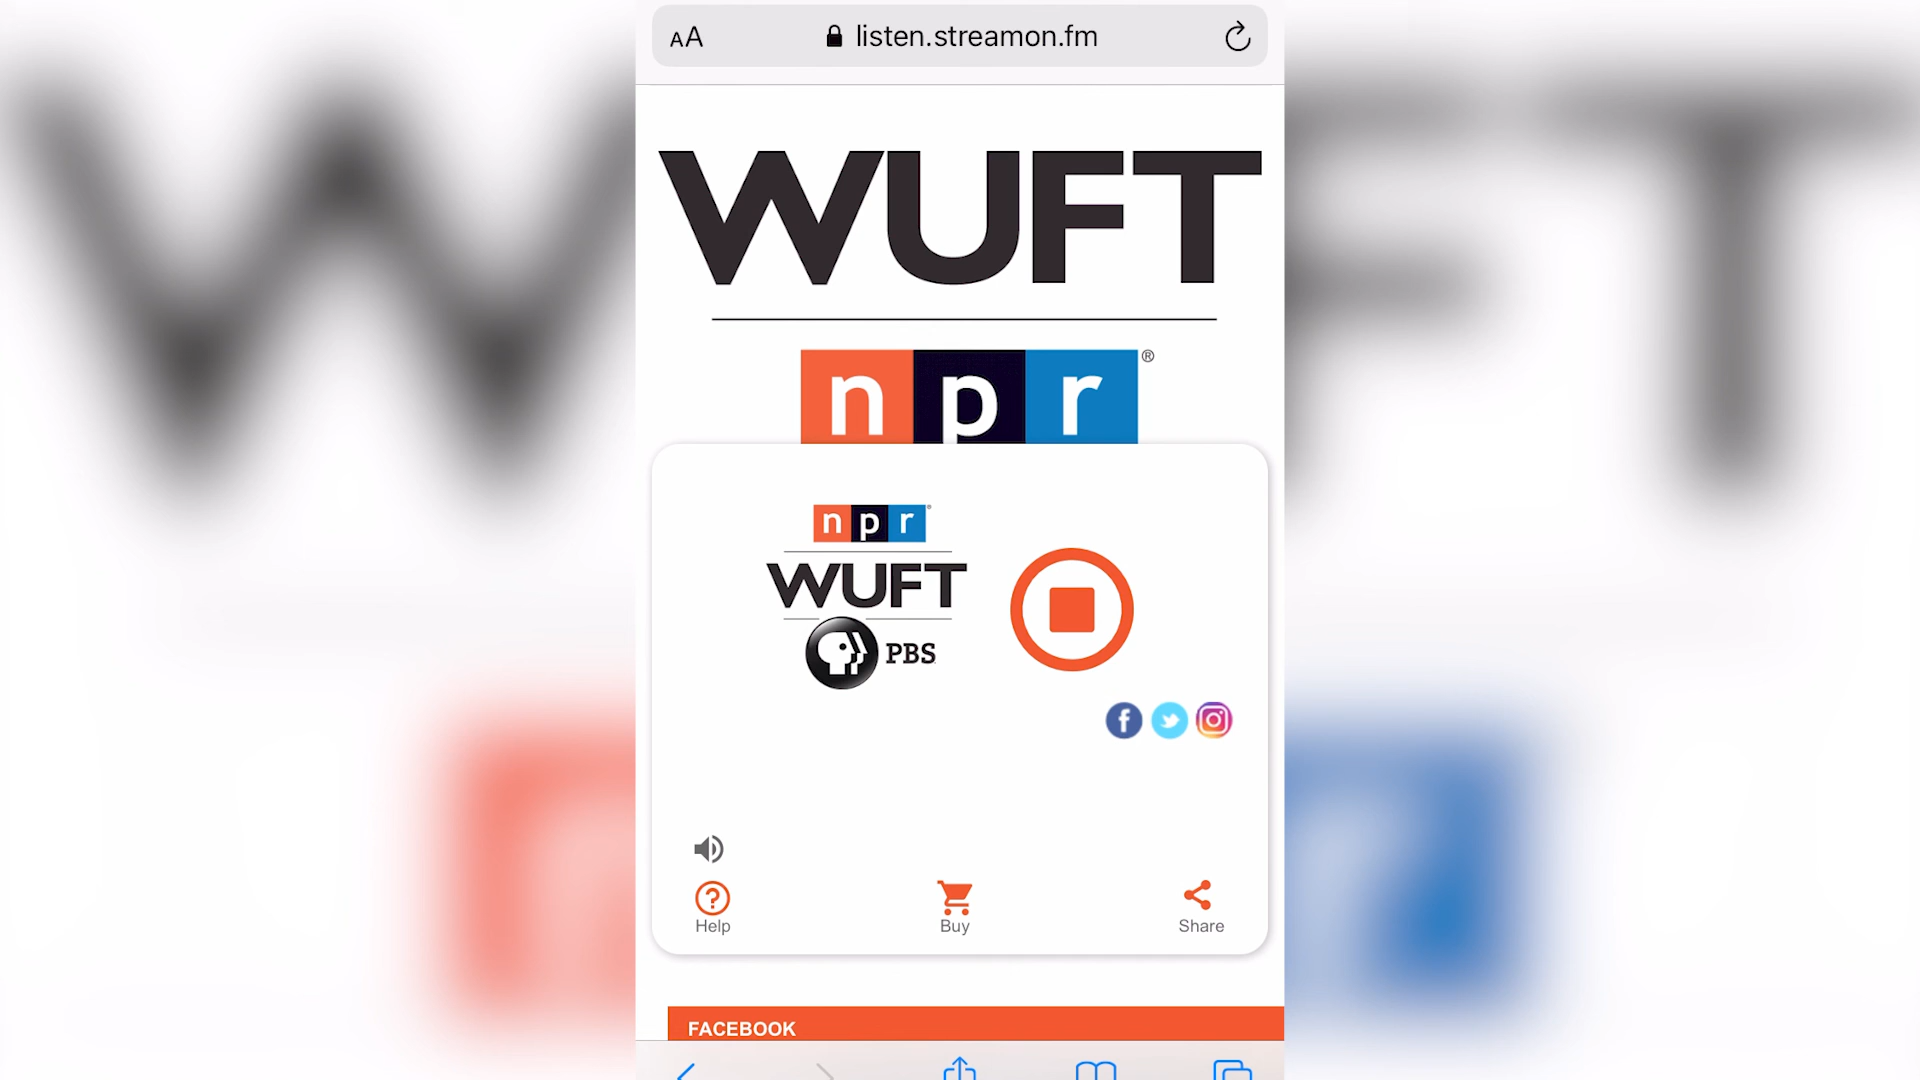 AA listen.streamon.fm
WUFT
npr®
npr
WUFT
PBS
Help Buy Share
FACEBOOK